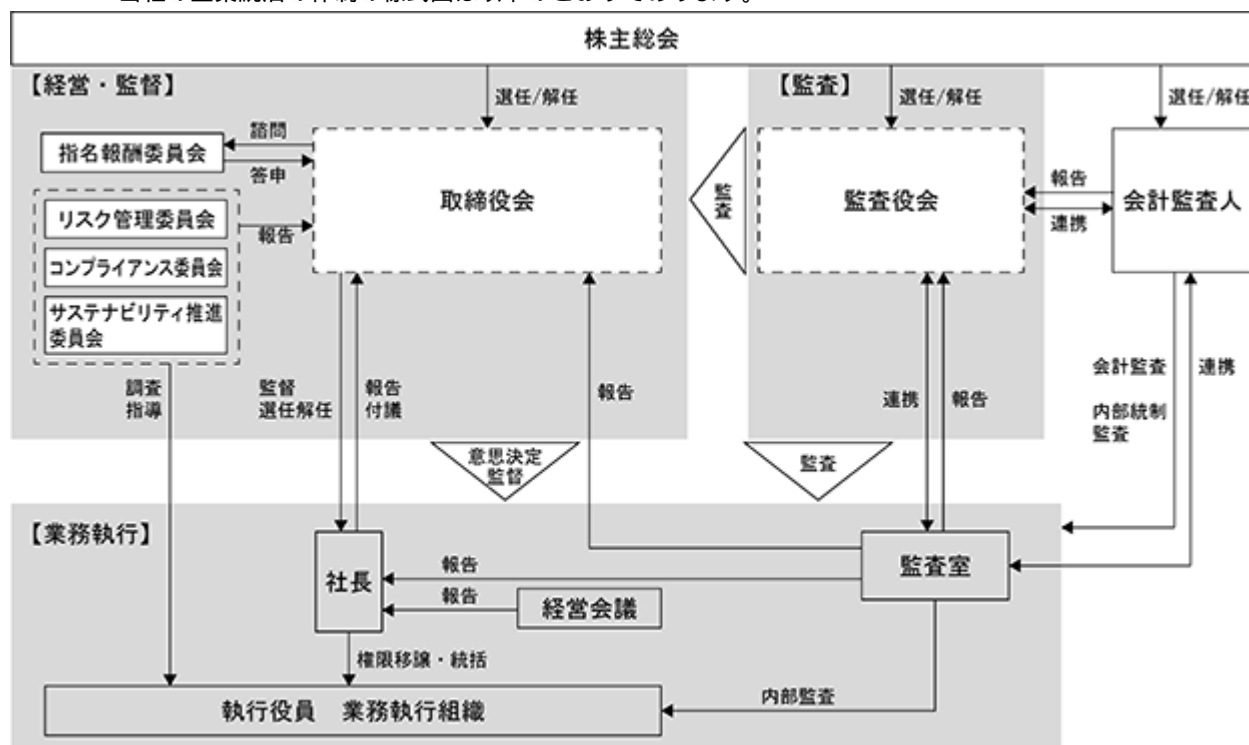 株主総会
【経営・監督】
【監査】
選任/解任
選任/解任
選任/解任
諮問
指名報酬委員会
答申
取締役会
監査
監査役会
報告
連携
会計監査人
リスク管理委員会
報告
コンプライアンス委員会
サステナビリティ推進
委員会
調査
指導
監督
選任解任
報告
付議
報告
連携
報告
会計監査
内部統制
監査
連携
意思決定
監督
監査
【業務執行】
社長
報告
監査室
報告
経営会議
権限移譲・統括
執行役員 業務執行組織
内部監査